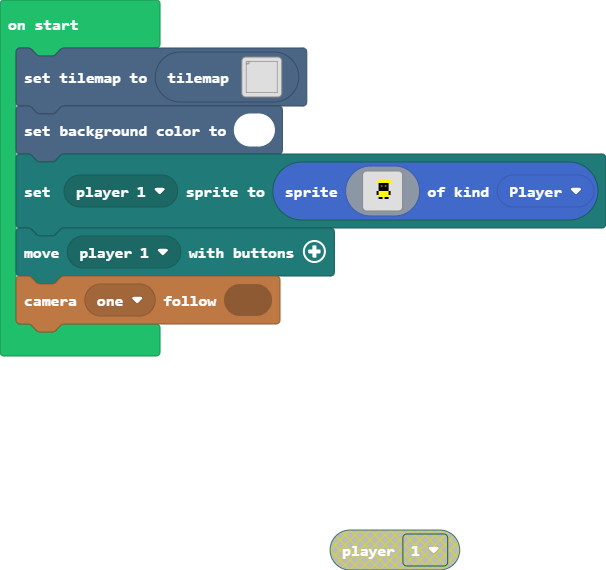 on start
set tilemap to tilemap
set background color to
set player 1 sprite to sprite of kind Player
move player 1 with buttons
camera one follow
player 1